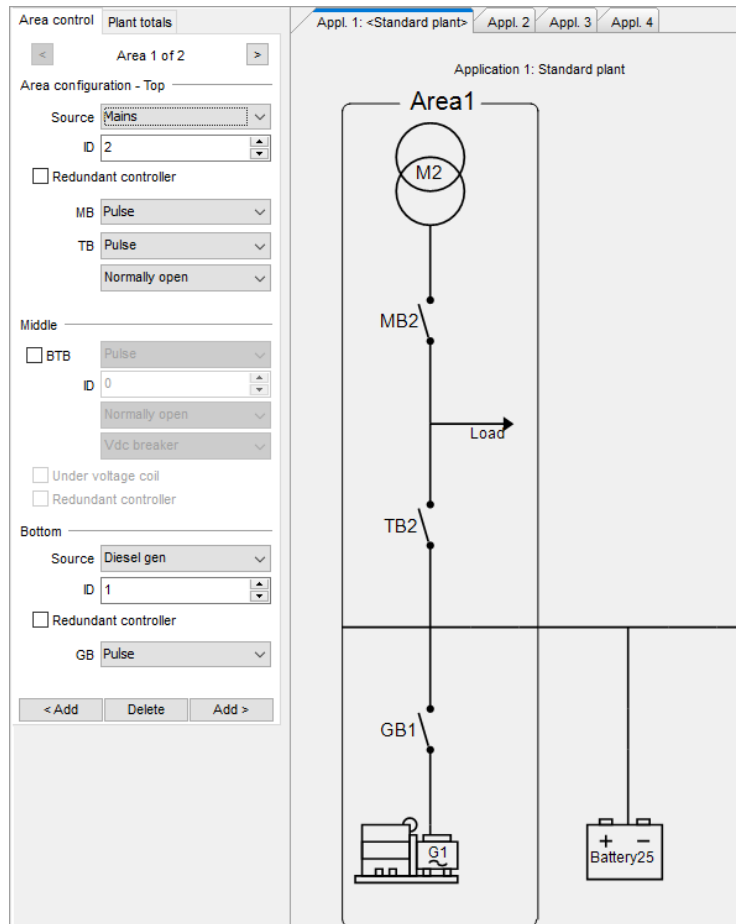 Area control
Plant totals
< Area 1 of 2 >
Area configuration - Top
Source Mains
ID 2
Redundant controller
MB Pulse
TB Pulse
Normally open
Middle
BTB Pulse
ID 0
Normally open
Vdc breaker
Under voltage coil
Redundant controller
Bottom
Source Diesel gen
ID 1
Redundant controller
GB Pulse
< Add Delete Add >
Appl. 1: <Standard plant> Appl. 2 Appl. 3 Appl. 4
Application 1: Standard plant
Area1
M2
MB2
Load
TB2
GB1
G1
+ −
Battery25